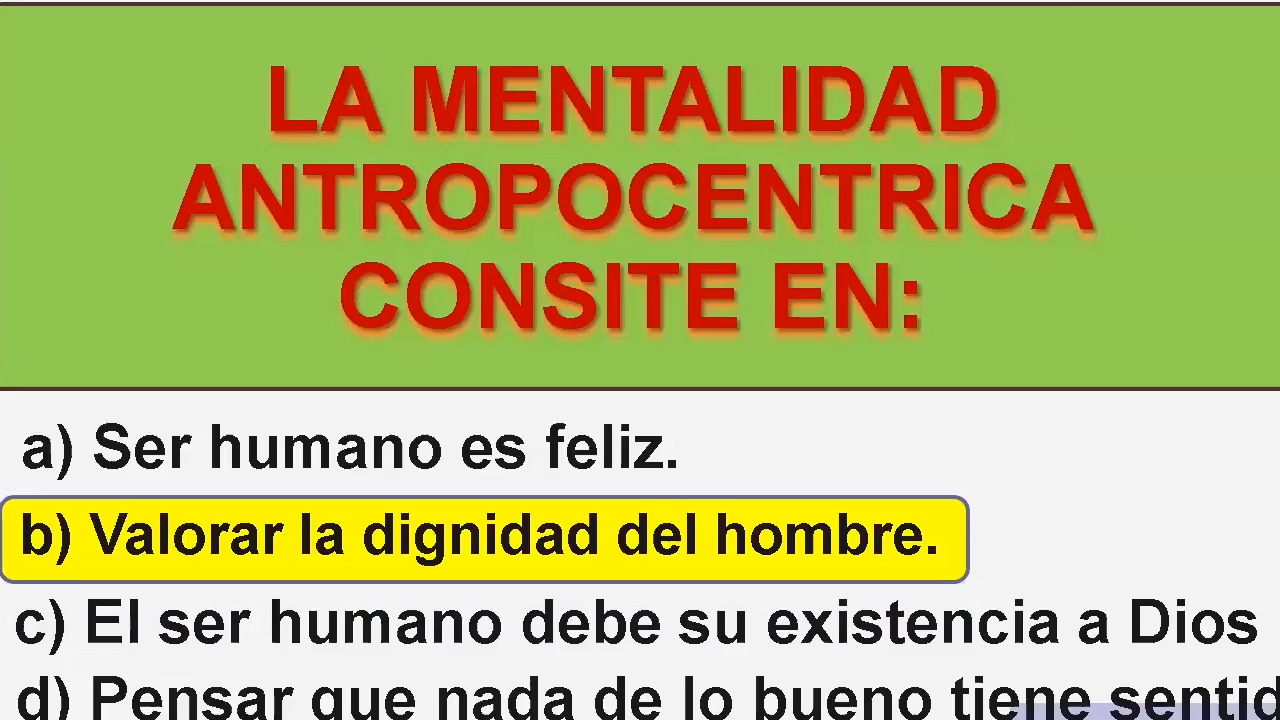 LA MENTALIDAD
ANTROPOCENTRICA
CONSITE EN:
a) Ser humano es feliz.
b) Valorar la dignidad del hombre.
c) El ser humano debe su existencia a Dios
d) Pensar que nada de lo bueno tiene